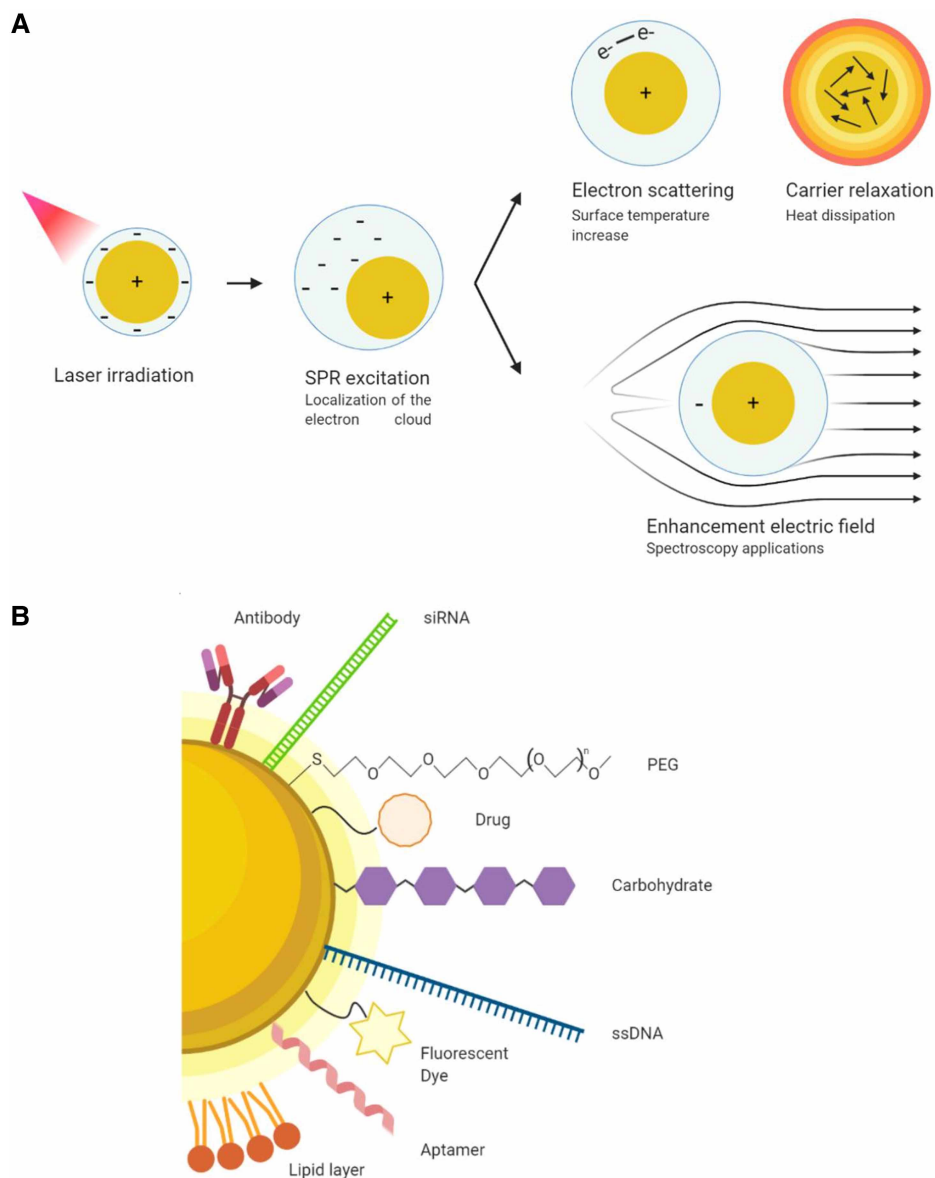 A
e- e-
+
Electron scattering
Surface temperature
increase
Carrier relaxation
Heat dissipation
- - - - - - - -
+
Laser irradiation
- - - - - - -
+
SPR excitation
Localization of the
electron cloud
- +
Enhancement electric field
Spectroscopy applications
B
Antibody
siRNA
S O O O (O)n O
PEG
Drug
Carbohydrate
ssDNA
Fluorescent
Dye
Aptamer
Lipid layer